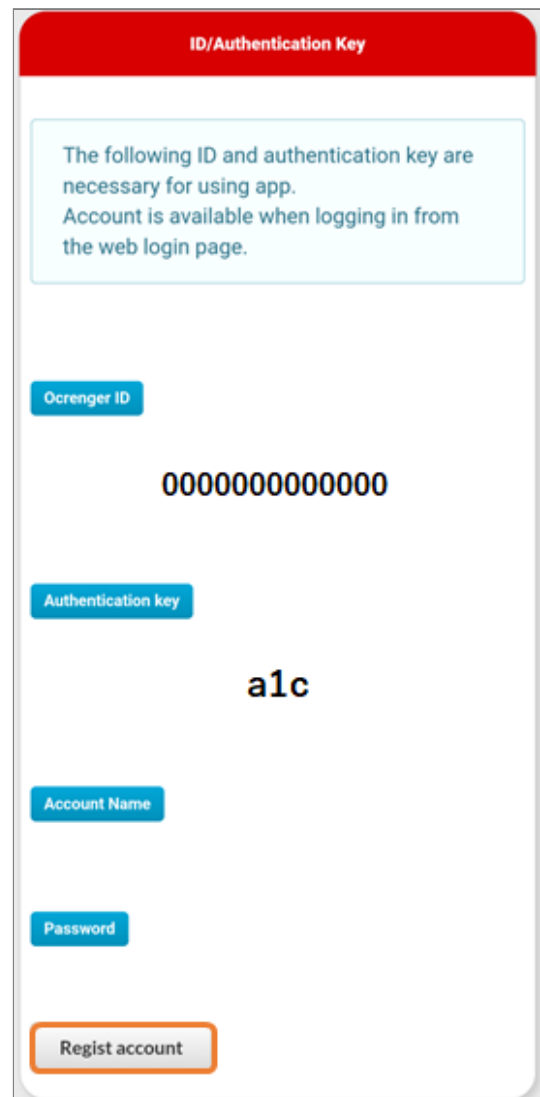 ID/Authentication Key
The following ID and authentication key are
necessary for using app.
Account is available when logging in from
the web login page.
Ocrenger ID
0000000000000
Authentication key
a1c
Account Name
Password
Regist account